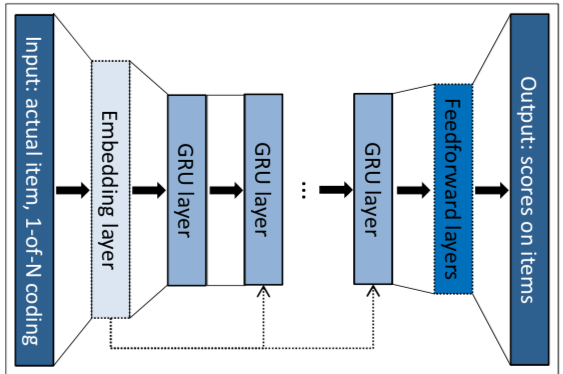 Input: actual item, 1-of-N coding
Embedding layer
GRU layer
GRU layer
...
GRU layer
Feedforward layers
Output: scores on items